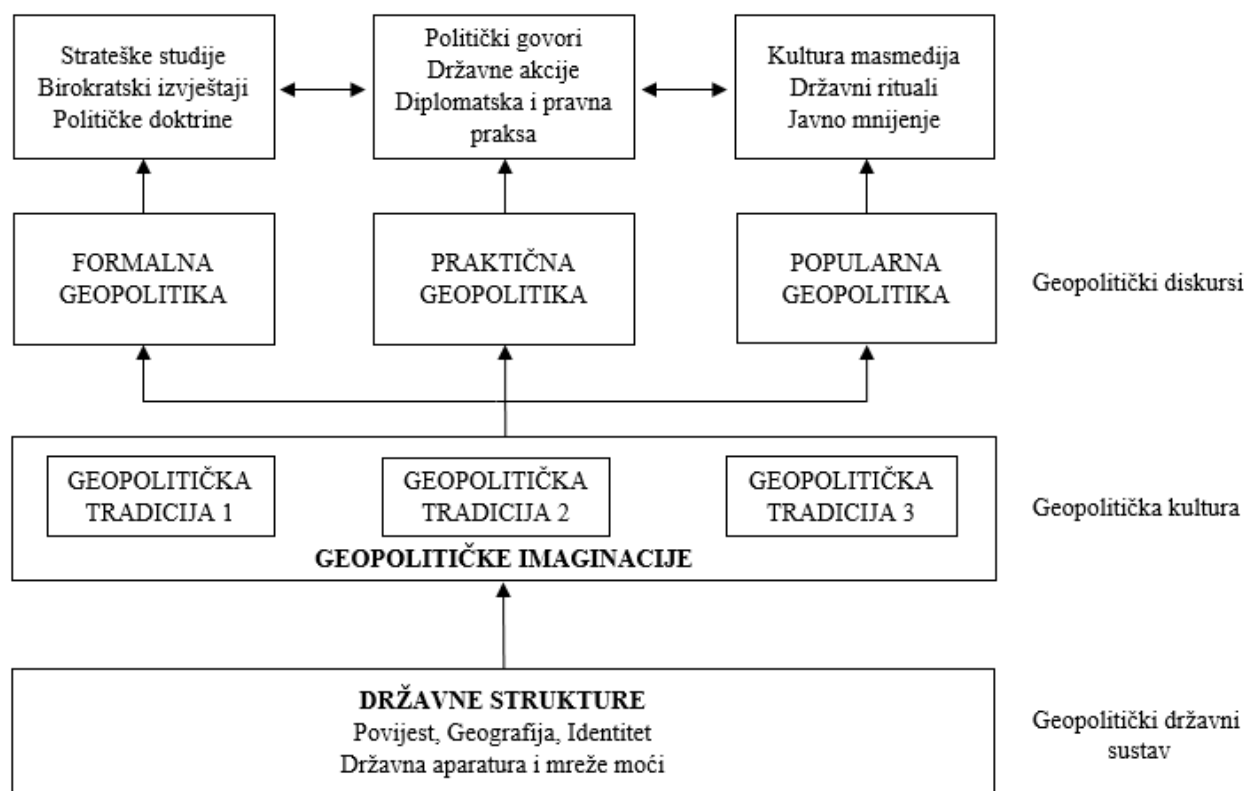 Strateške studije
Birokratski izvještaji
Političke doktrine
Politički govori
Državne akcije
Diplomatska i pravna
praksa
Kultura masmedija
Državni rituali
Javno mnijenje
FORMALNA
GEOPOLITIKA
PRAKTIČNA
GEOPOLITIKA
POPULARNA
GEOPOLITIKA
Geopolitički diskursi
GEOPOLITIČKA
TRADICIJA 1
GEOPOLITIČKA
TRADICIJA 2
GEOPOLITIČKA
TRADICIJA 3
GEOPOLITIČKE IMAGINACIJE
Geopolitička kultura
DRŽAVNE STRUKTURE
Povijest, Geografija, Identitet
Državna aparatura i mreže moći
Geopolitički državni
sustav